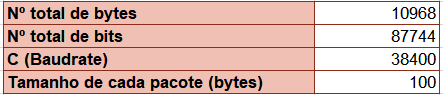 Nº total de bytes 10968
Nº total de bits 87744
C (Baudrate) 38400
Tamanho de cada pacote (bytes) 100